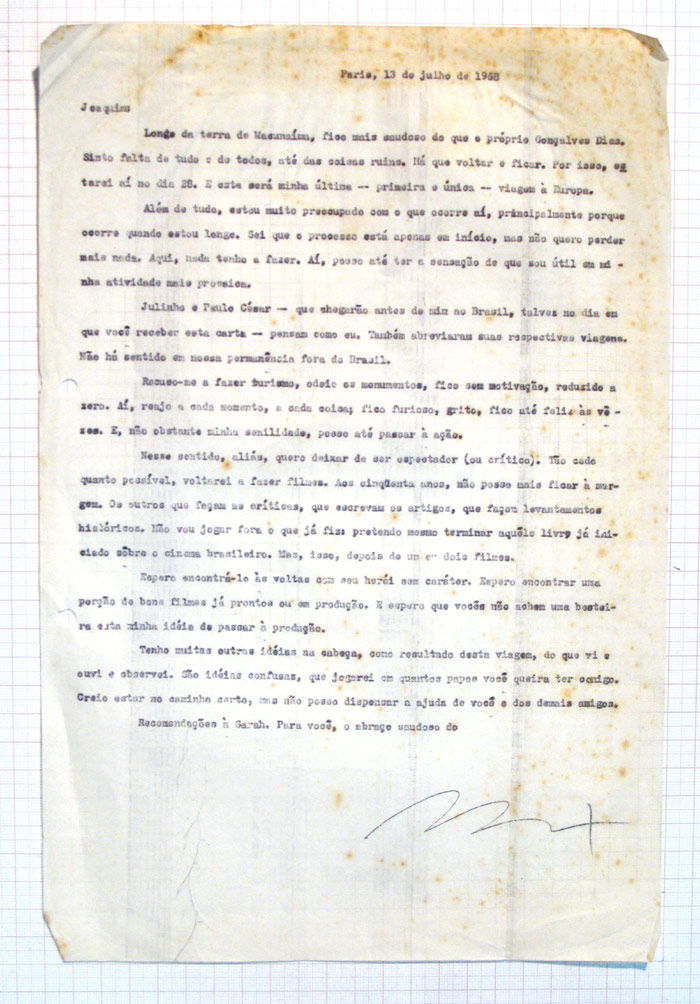 Paris, 13 de julho de 1968
Joaquim:
Longe da terra de Macunaíma, fico mais saudoso do que o próprio Gonçalves Dias.
Sinto falta de tudo e de todos, até das coisas ruins. Há que voltar e ficar. Por isso, es
tarei aí no dia 28. E esta será minha última -- primeira e única -- viagem à Europa.
Além de tudo, estou muito preocupado com o que ocorre aí, principalmente porque
ocorre quando estou longe. Sei que o processo está apenas em início, mas não quero perder
mais nada. Aqui, nada tenho a fazer. Aí, posso até ter a sensação de que sou útil em mi -
nha atividade mais prosaica.
Julinho e Paulo César -- que chegarão antes de mim ao Brasil, talvez no dia em
que você receber esta carta -- pensam como eu. Também abreviaram suas respectivas viagens.
Não há sentido em nossa permanência fora do Brasil.
Recuso-me a fazer turismo, odeio os monumentos, fico sem motivação, reduzido a
zero. Aí, reajo a cada momento, a cada coisa; fico furioso, grito, fico até feliz às vê -
zes. E, não obstante minha senilidade, posso até passar à ação.
Nesse sentido, aliás, quero deixar de ser espectador (ou crítico). Tão cedo
quanto possível, voltarei a fazer filmes. Aos cinqüenta anos, não posso mais ficar à mar-
gem. Os outros que façam as críticas, que escrevam os artigos, que façam levantamentos
históricos. Não vou jogar fora o que já fiz: pretendo mesmo terminar aquêle livro já ini-
ciado sôbre o cinema brasileiro. Mas, isso, depois de um ou dois filmes.
Espero encontrá-lo às voltas com seu herói sem caráter. Espero encontrar uma
porção de bons filmes já prontos ou em produção. E espero que vocês não achem uma bestei-
ra esta minha idéia de passar à produção.
Tenho muitas outras idéias na cabeça, como resultado desta viagem, do que vi e
ouvi e observei. São idéias confusas, que jogarei em quantos papos você queira ter comigo.
Creio estar no caminho certo, mas não posso dispensar a ajuda de você e dos demais amigos.
Recomendações à Sarah. Para você, o abraço saudoso do